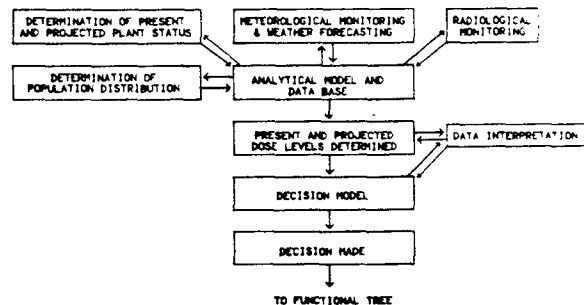 DETERMINATION OF PRESENT
AND PROJECTED PLANT STATUS
METEOROLOGICAL MONITORING
& WEATHER FORECASTING
RADIOLOGICAL
MONITORING
DETERMINATION OF
POPULATION DISTRIBUTION
ANALYTICAL MODEL AND
DATA BASE
PRESENT AND PROJECTED
DOSE LEVELS DETERMINED
DATA INTERPRETATION
DECISION MODEL
DECISION MADE
TO FUNCTIONAL TREE